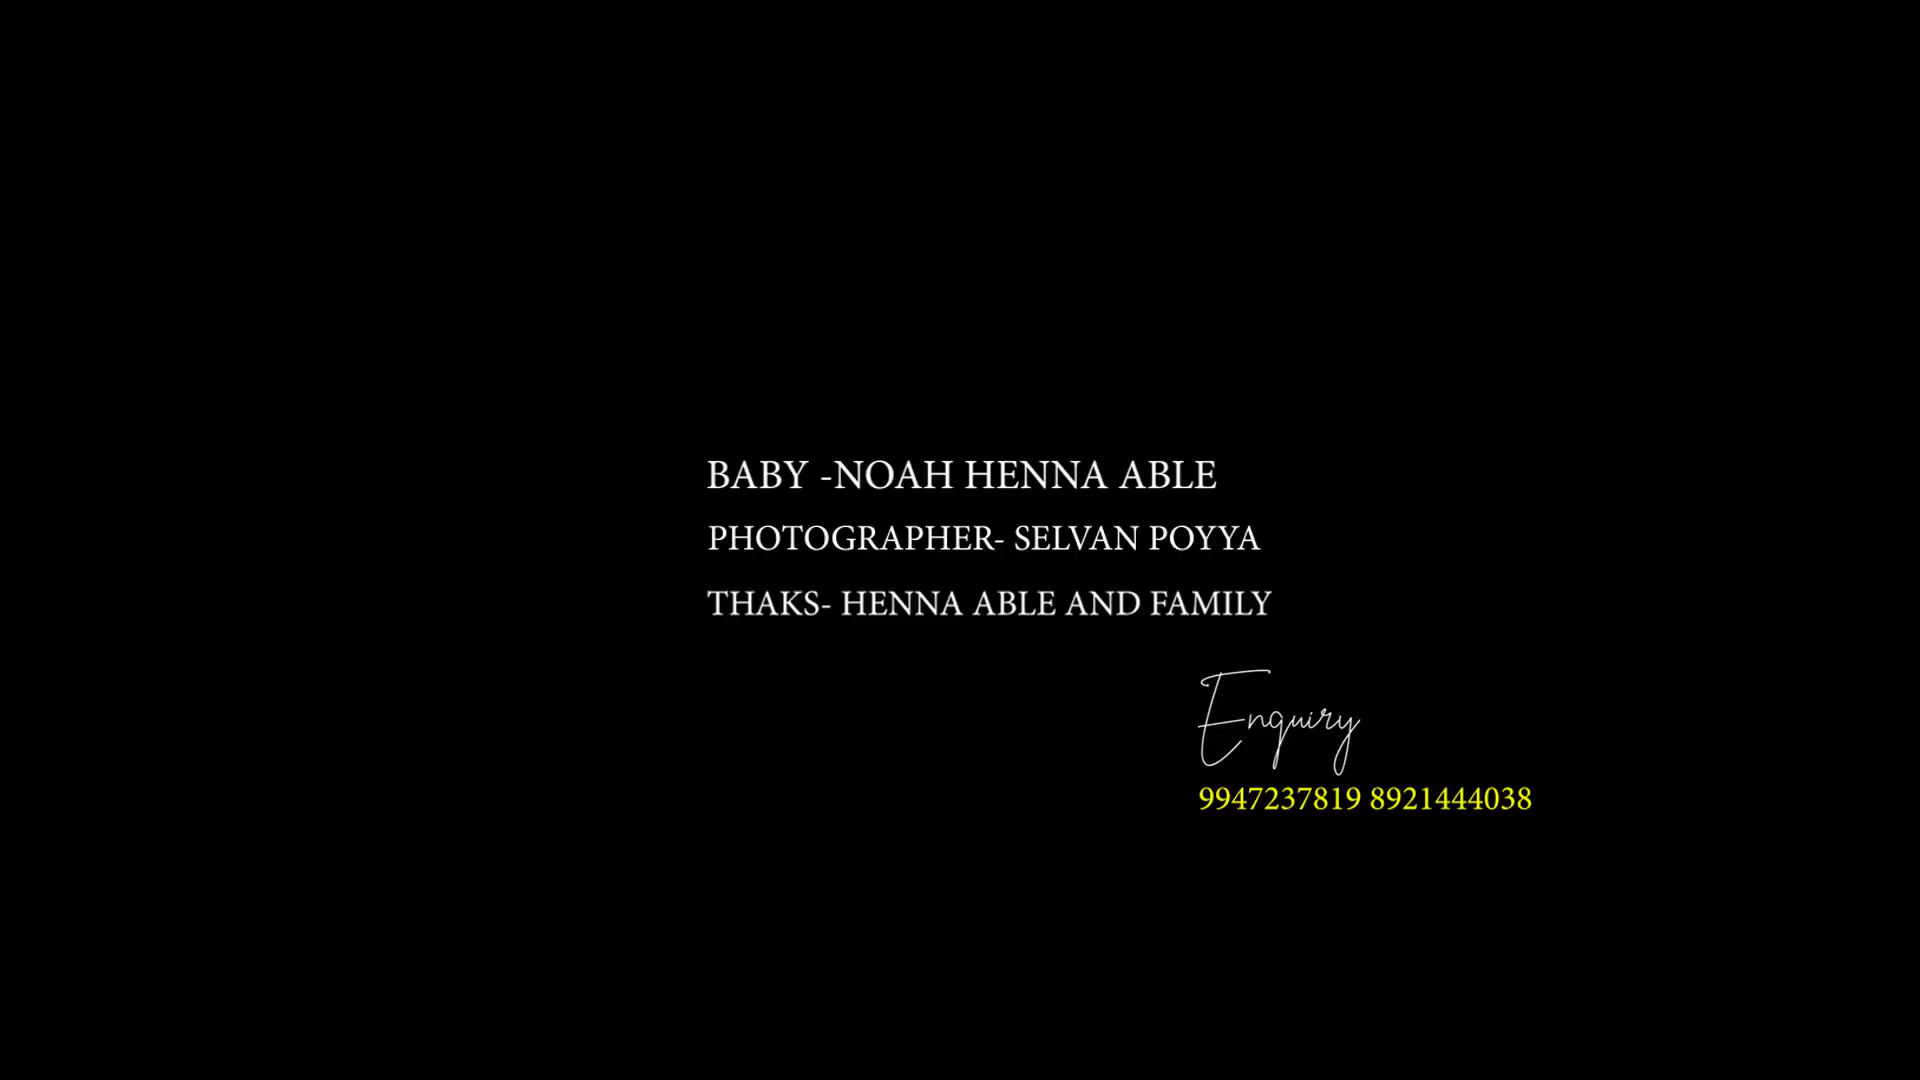 BABY -NOAH HENNA ABLE
PHOTOGRAPHER- SELVAN POYYA
THAKS- HENNA ABLE AND FAMILY
Enquiry
9947237819 8921444038